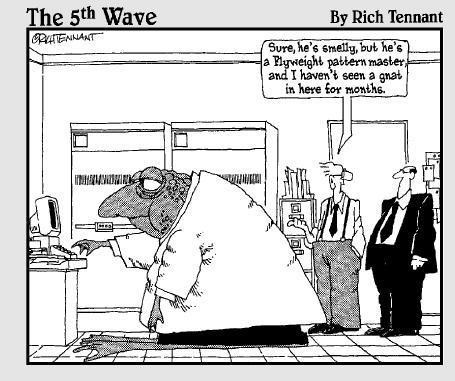 The 5th Wave
By Rich Tennant
©RICHTENNANT
Sure, he's smelly, but he's
a Flyweight pattern master,
and I haven't seen a gnat
in here for months.